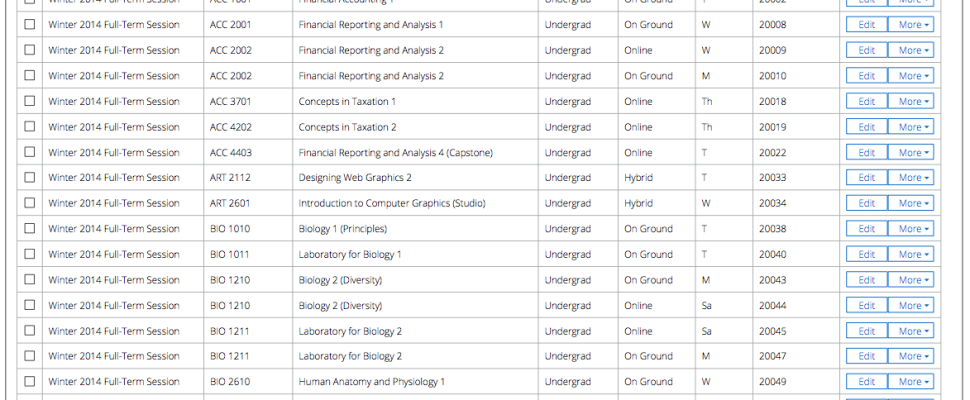 Winter 2014 Full-Term Session ACC 1001 Financial Accounting 1 Undergrad On Ground T 20002 Edit More
Winter 2014 Full-Term Session ACC 2001 Financial Reporting and Analysis 1 Undergrad On Ground W 20008 Edit More
Winter 2014 Full-Term Session ACC 2002 Financial Reporting and Analysis 2 Undergrad Online W 20009 Edit More
Winter 2014 Full-Term Session ACC 2002 Financial Reporting and Analysis 2 Undergrad On Ground M 20010 Edit More
Winter 2014 Full-Term Session ACC 3701 Concepts in Taxation 1 Undergrad Online Th 20018 Edit More
Winter 2014 Full-Term Session ACC 4202 Concepts in Taxation 2 Undergrad Online Th 20019 Edit More
Winter 2014 Full-Term Session ACC 4403 Financial Reporting and Analysis 4 (Capstone) Undergrad Online T 20022 Edit More
Winter 2014 Full-Term Session ART 2112 Designing Web Graphics 2 Undergrad Hybrid T 20033 Edit More
Winter 2014 Full-Term Session ART 2601 Introduction to Computer Graphics (Studio) Undergrad Hybrid W 20034 Edit More
Winter 2014 Full-Term Session BIO 1010 Biology 1 (Principles) Undergrad On Ground T 20038 Edit More
Winter 2014 Full-Term Session BIO 1011 Laboratory for Biology 1 Undergrad On Ground T 20040 Edit More
Winter 2014 Full-Term Session BIO 1210 Biology 2 (Diversity) Undergrad On Ground M 20043 Edit More
Winter 2014 Full-Term Session BIO 1210 Biology 2 (Diversity) Undergrad Online Sa 20044 Edit More
Winter 2014 Full-Term Session BIO 1211 Laboratory for Biology 2 Undergrad Online Sa 20045 Edit More
Winter 2014 Full-Term Session BIO 1211 Laboratory for Biology 2 Undergrad On Ground M 20047 Edit More
Winter 2014 Full-Term Session BIO 2610 Human Anatomy and Physiology 1 Undergrad On Ground W 20049 Edit More